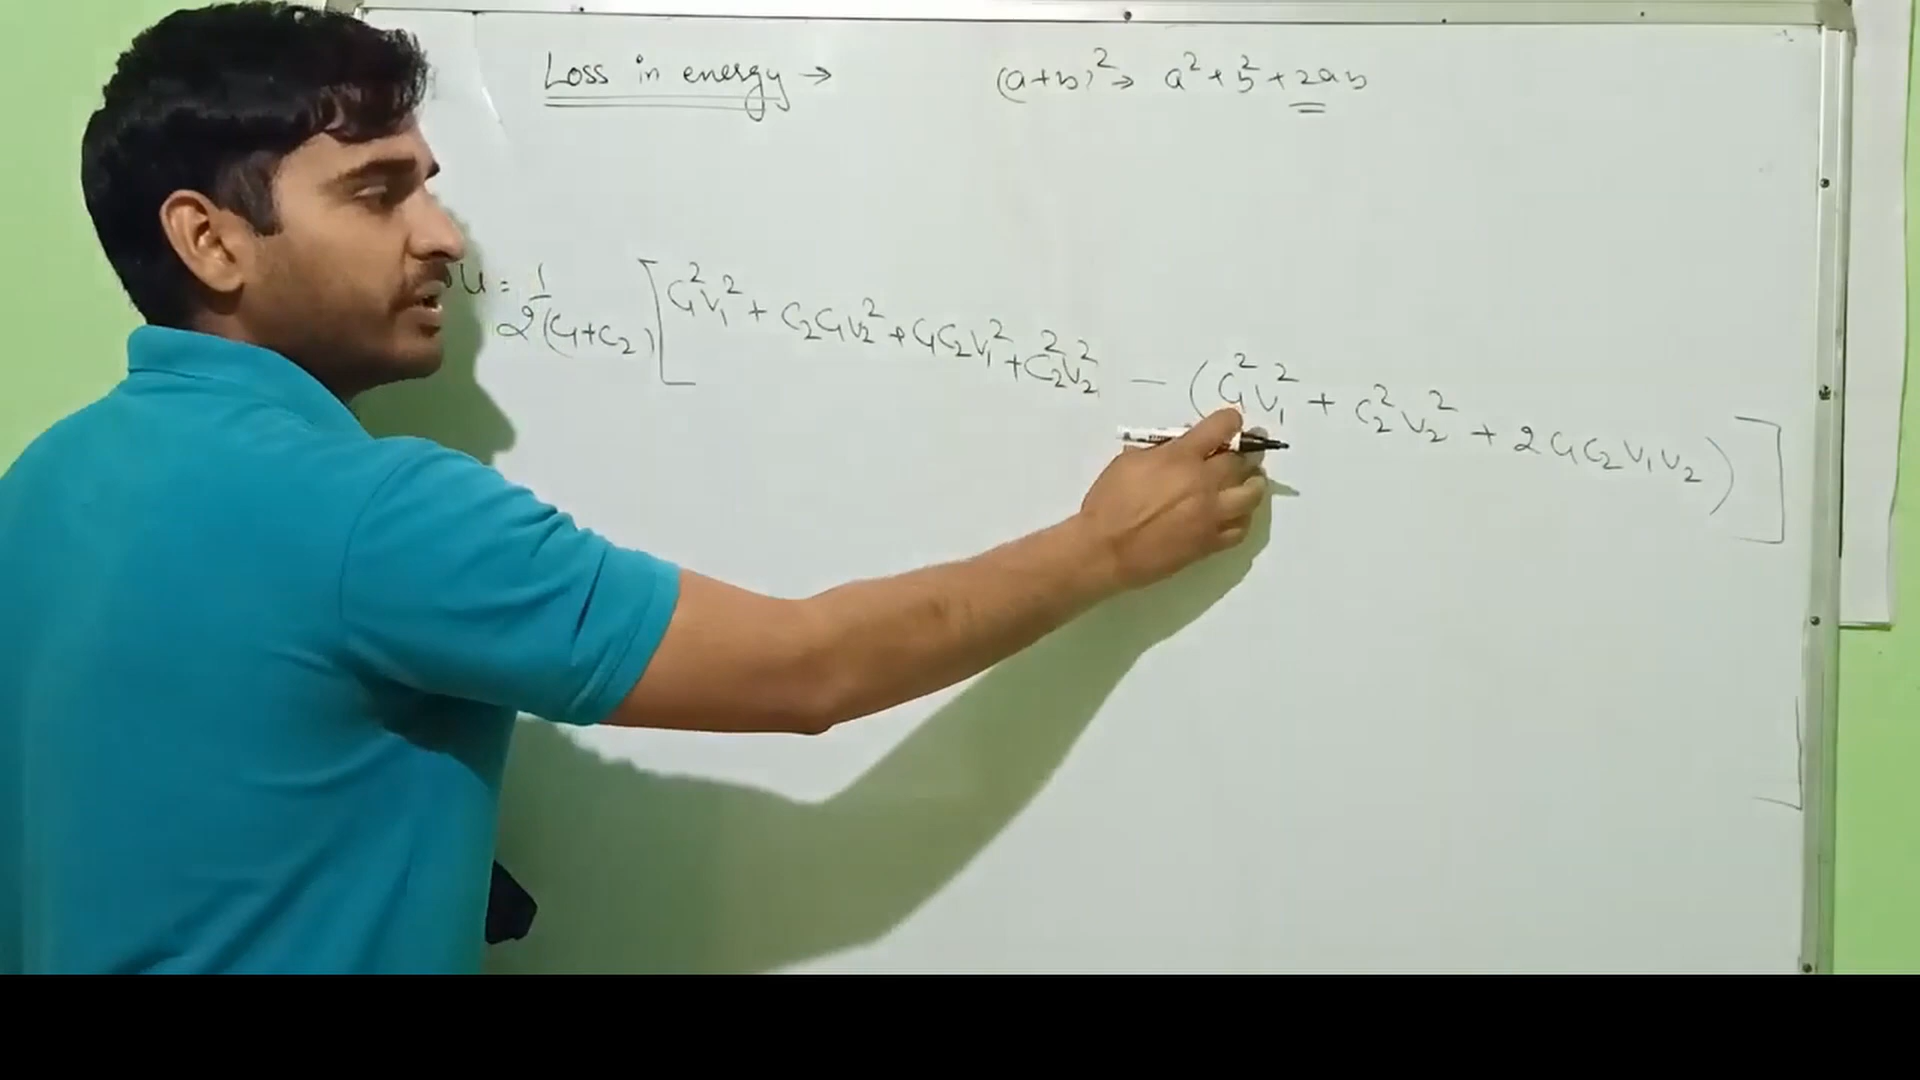 Loss in energy → (a+b)² → a² + b² + 2ab
U = 1/2(C₁+C₂) [C₁²V₁² + C₂C₁V₂² + C₁C₂V₁² + C₂²V₂² − (C₁²V₁² + C₂²V₂² + 2C₁C₂V₁V₂)]